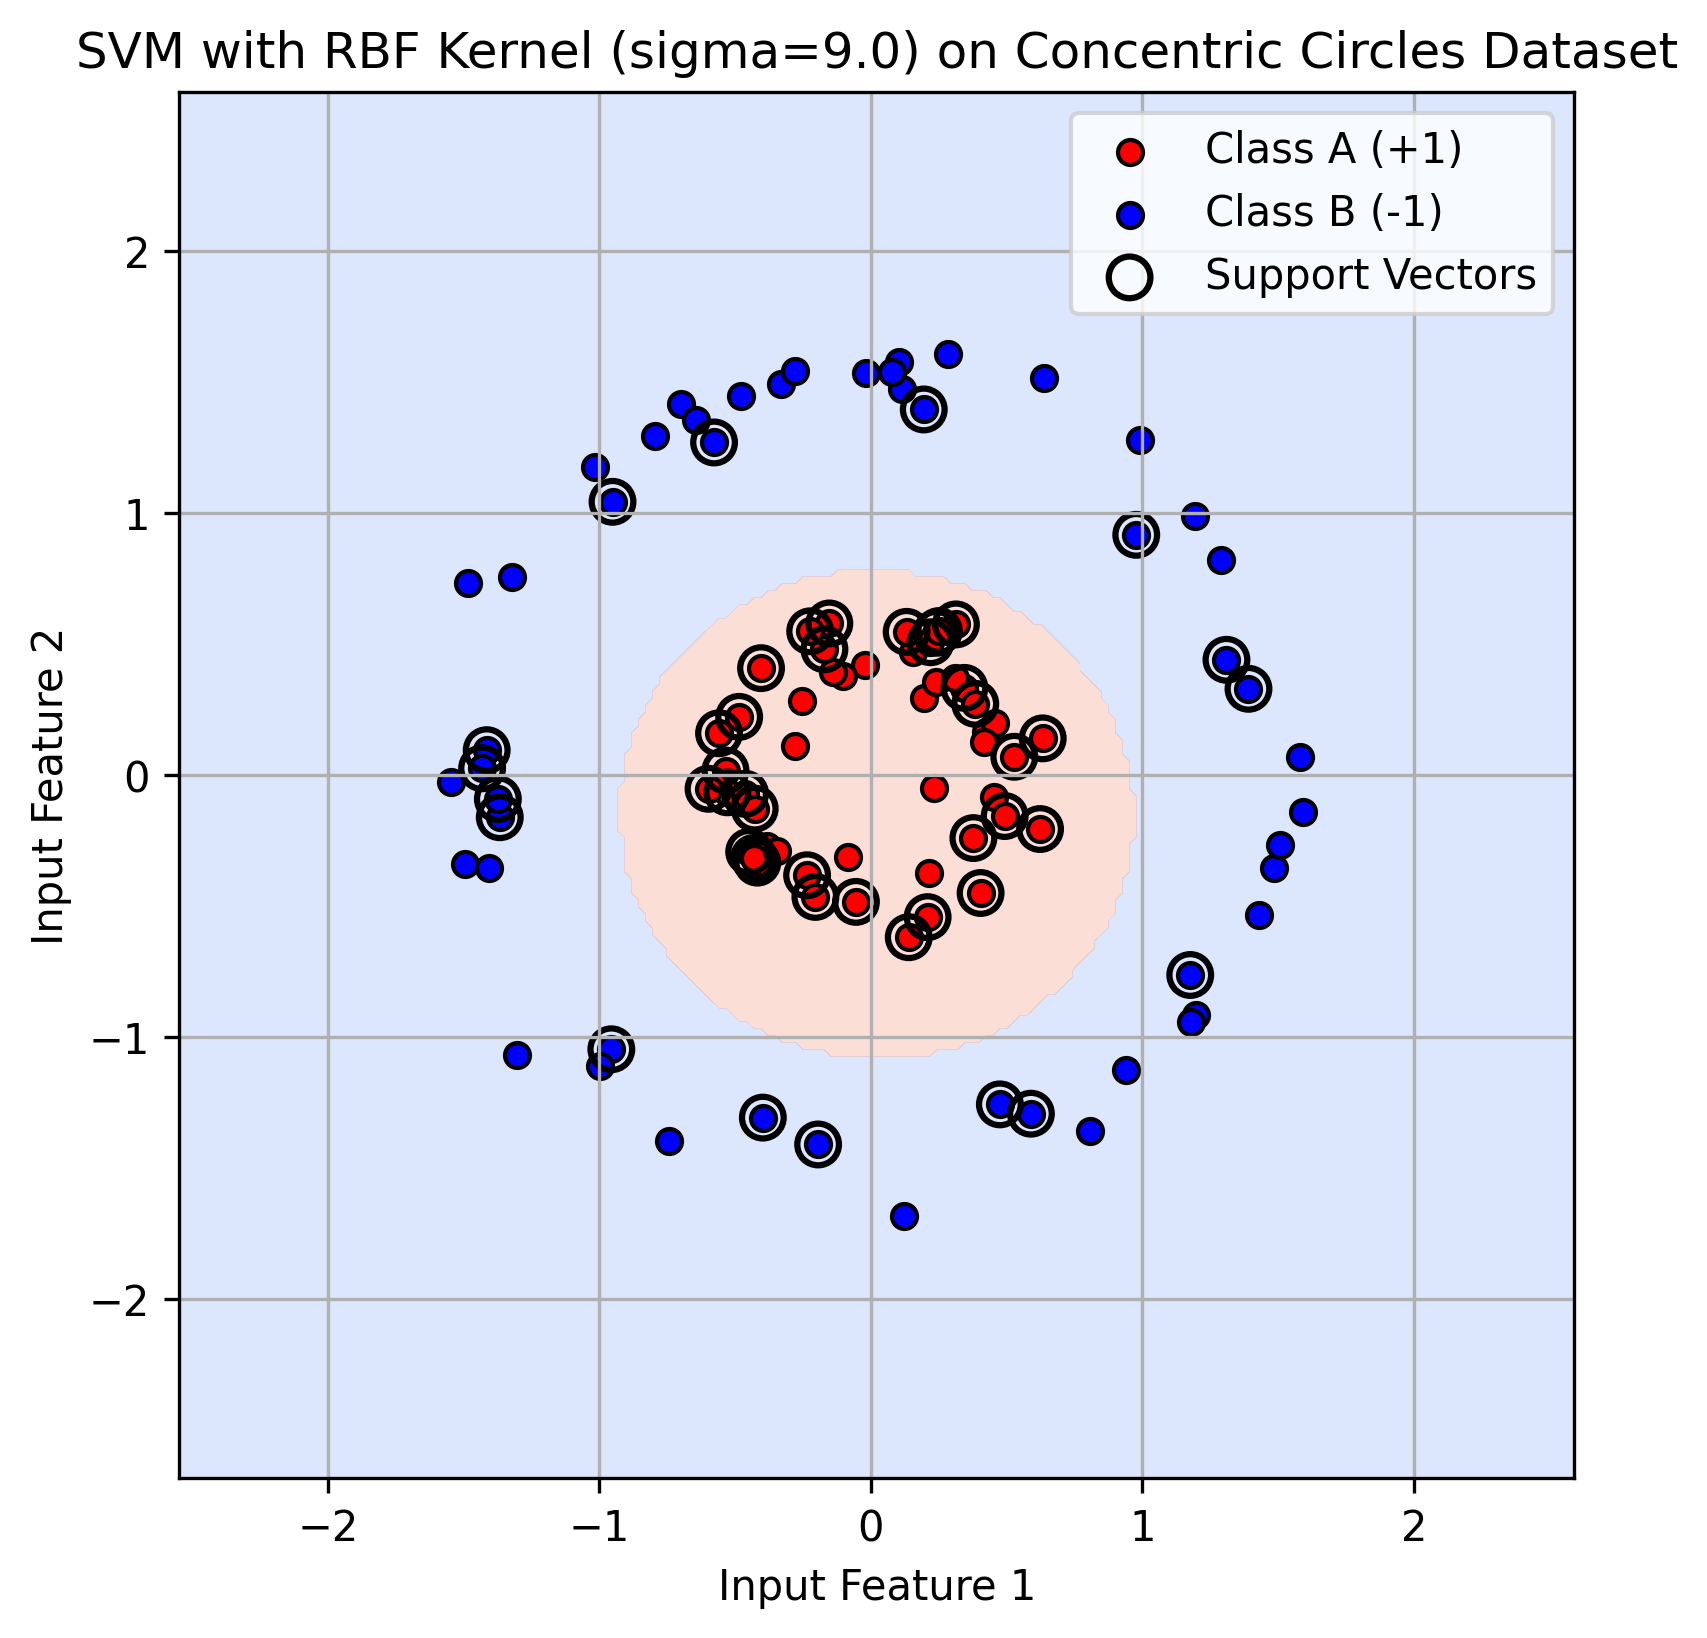 SVM with RBF Kernel (sigma=9.0) on Concentric Circles Dataset
Class A (+1)
Class B (-1)
Support Vectors
2
1
0
−1
−2
Input Feature 2
−2
−1
0
1
2
Input Feature 1